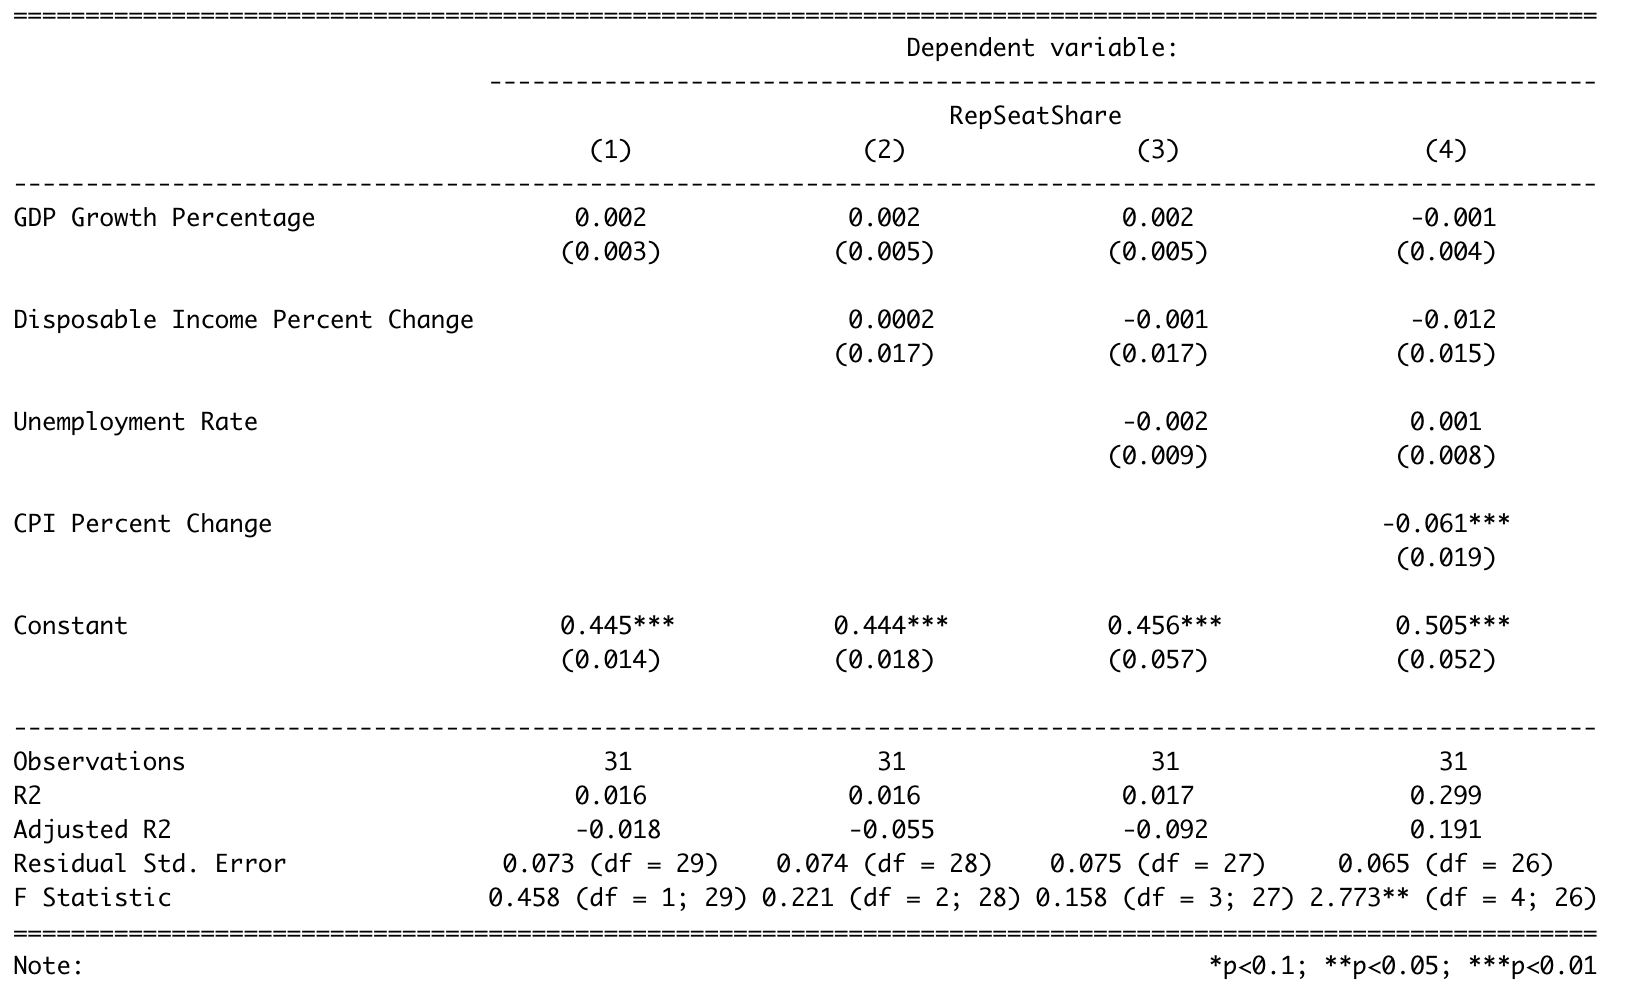 ==============================================================================================================
Dependent variable:
-----------------------------------------------------------------------------
RepSeatShare
(1) (2) (3) (4)
--------------------------------------------------------------------------------------------------------------
GDP Growth Percentage 0.002 0.002 0.002 -0.001
(0.003) (0.005) (0.005) (0.004)
Disposable Income Percent Change 0.0002 -0.001 -0.012
(0.017) (0.017) (0.015)
Unemployment Rate -0.002 0.001
(0.009) (0.008)
CPI Percent Change -0.061***
(0.019)
Constant 0.445*** 0.444*** 0.456*** 0.505***
(0.014) (0.018) (0.057) (0.052)
--------------------------------------------------------------------------------------------------------------
Observations 31 31 31 31
R2 0.016 0.016 0.017 0.299
Adjusted R2 -0.018 -0.055 -0.092 0.191
Residual Std. Error 0.073 (df = 29) 0.074 (df = 28) 0.075 (df = 27) 0.065 (df = 26)
F Statistic 0.458 (df = 1; 29) 0.221 (df = 2; 28) 0.158 (df = 3; 27) 2.773** (df = 4; 26)
==============================================================================================================
Note: *p<0.1; **p<0.05; ***p<0.01